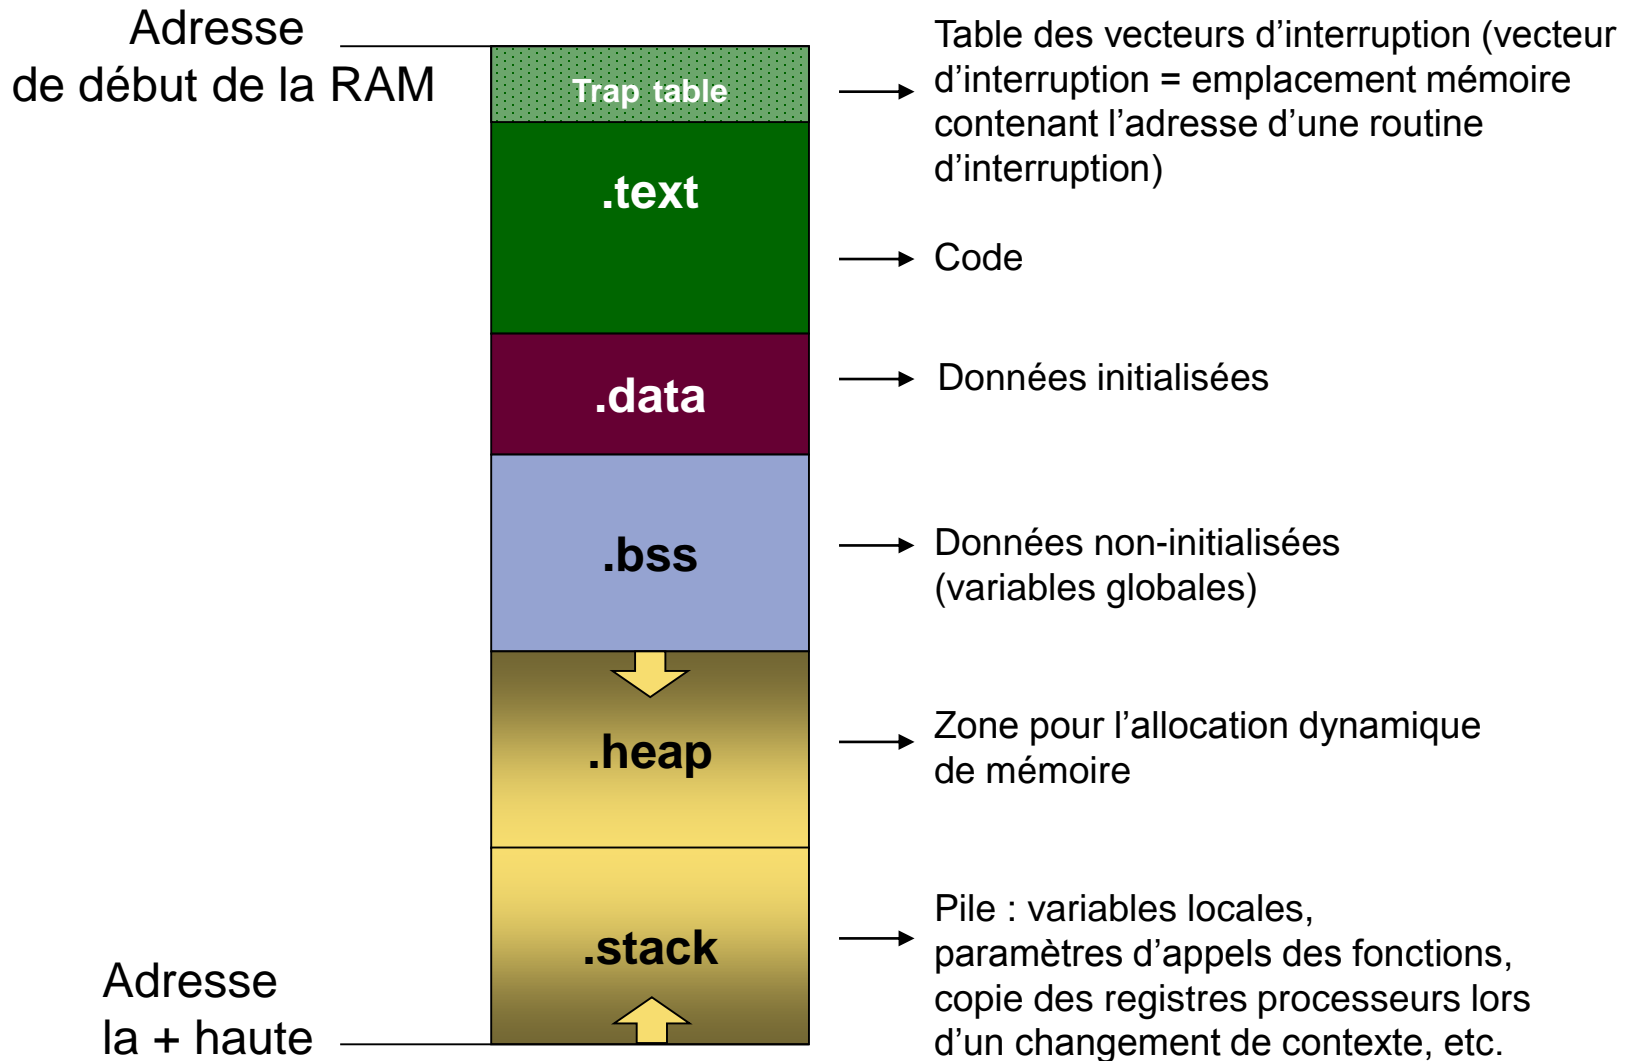 Adresse
de début de la RAM
Trap table
Table des vecteurs d’interruption (vecteur
d’interruption = emplacement mémoire
contenant l’adresse d’une routine
d’interruption)
.text
Code
.data
Données initialisées
.bss
Données non-initialisées
(variables globales)
.heap
Zone pour l’allocation dynamique
de mémoire
.stack
Pile : variables locales,
paramètres d’appels des fonctions,
copie des registres processeurs lors
d’un changement de contexte, etc.
Adresse
la + haute